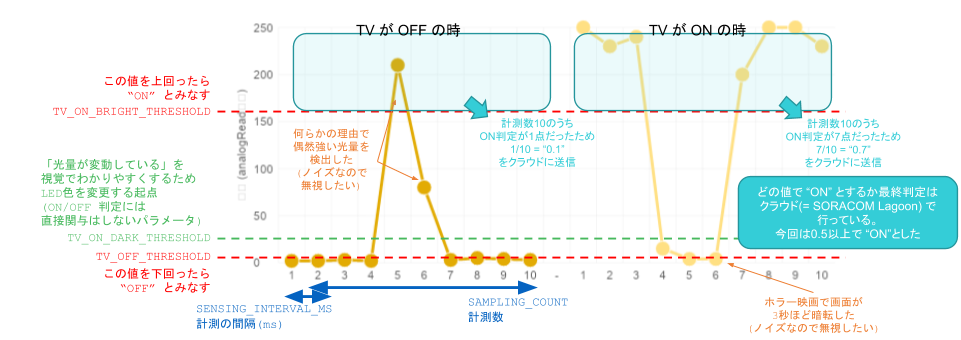 TV が OFF の時
TV が ON の時
250
200
150
100
50
0
(analogRead
この値を上回ったら
“ON” とみなす
TV_ON_BRIGHT_THRESHOLD
「光量が変動している」を
視覚でわかりやすくするため
LED色を変更する起点
(ON/OFF 判定には
直接関与はしないパラメータ)
TV_ON_DARK_THRESHOLD
TV_OFF_THRESHOLD
この値を下回ったら
“OFF” とみなす
何らかの理由で
偶然強い光量を
検出した
(ノイズなので
無視したい)
計測数10のうち
ON判定が1点だったため
1/10 = “0.1”
をクラウドに送信
計測数10のうち
ON判定が7点だったため
7/10 = “0.7”
をクラウドに送信
どの値で “ON” とするか最終判定は
クラウド(= SORACOM Lagoon) で
行っている。
今回は0.5以上で “ON”とした
1 2 3 4 5 6 7 8 9 10 - 1 2 3 4 5 6 7 8 9 10
SENSING_INTERVAL_MS
計測の間隔(ms)
SAMPLING_COUNT
計測数
ホラー映画で画面が
3秒ほど暗転した
(ノイズなので無視したい)